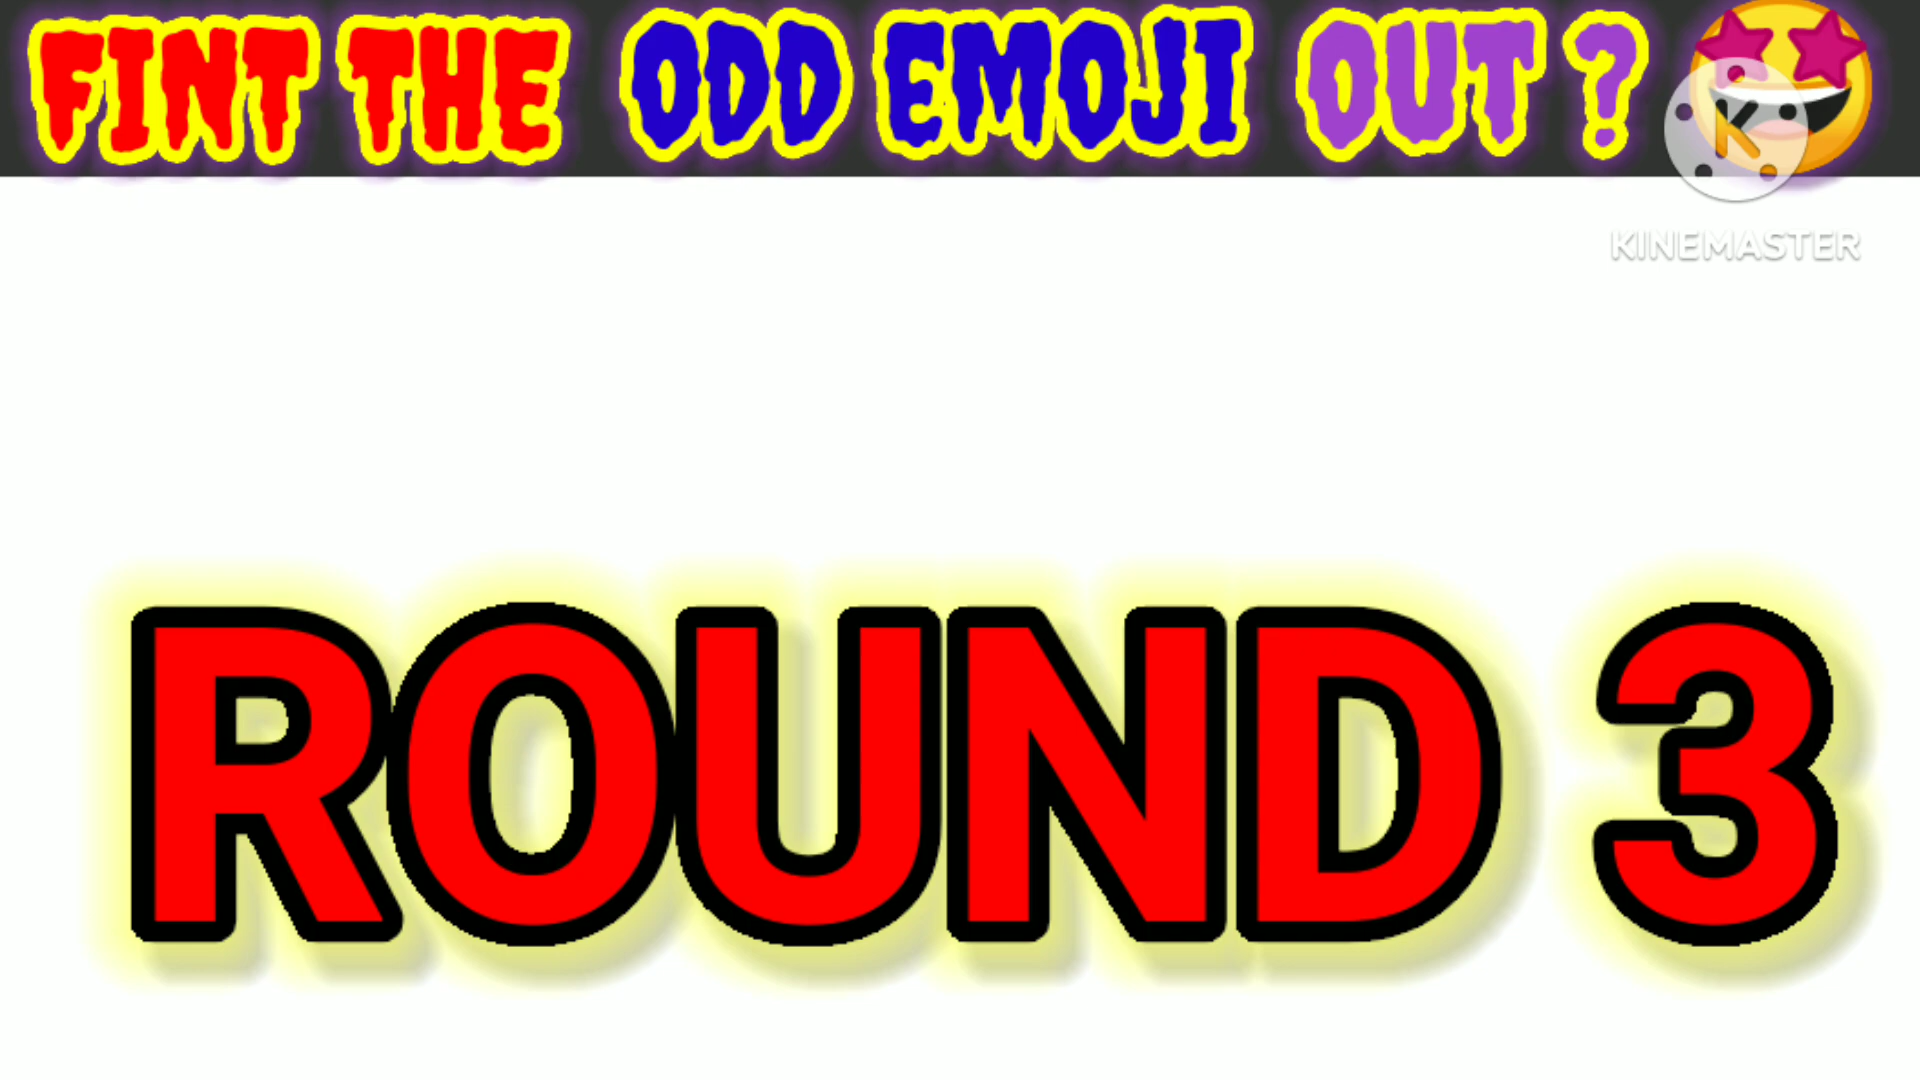 FINT THE ODD EMOJI OUT ?
K
KINEMASTER
ROUND 3